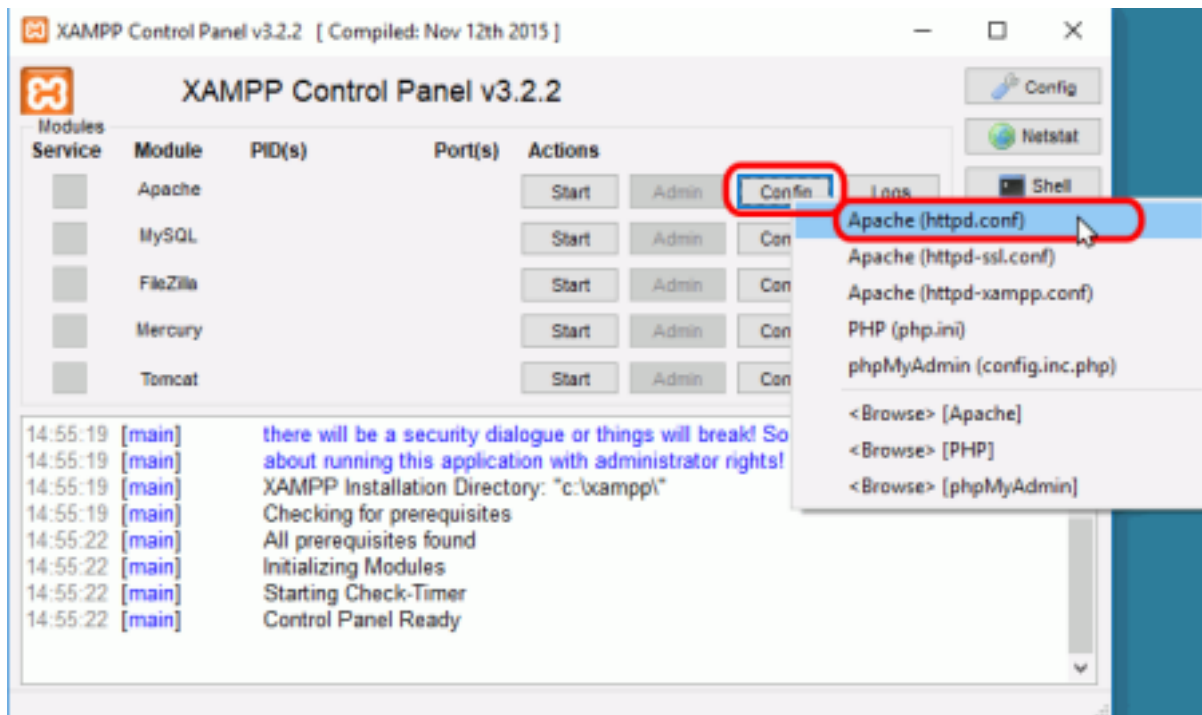 XAMPP Control Panel v3.2.2 [ Compiled: Nov 12th 2015 ]
XAMPP Control Panel v3.2.2
Config
Modules
Netstat
Service Module PID(s) Port(s) Actions
Shell
Apache Start Admin Config Logs
MySQL Start Admin Con
FileZilla Start Admin Con
Mercury Start Admin Con
Tomcat Start Admin Con
Apache (httpd.conf)
Apache (httpd-ssl.conf)
Apache (httpd-xampp.conf)
PHP (php.ini)
phpMyAdmin (config.inc.php)
<Browse> [Apache]
<Browse> [PHP]
<Browse> [phpMyAdmin]
14:55:19 [main] there will be a security dialogue or things will break! So
14:55:19 [main] about running this application with administrator rights!
14:55:19 [main] XAMPP Installation Directory: "c:\xampp\"
14:55:19 [main] Checking for prerequisites
14:55:22 [main] All prerequisites found
14:55:22 [main] Initializing Modules
14:55:22 [main] Starting Check-Timer
14:55:22 [main] Control Panel Ready